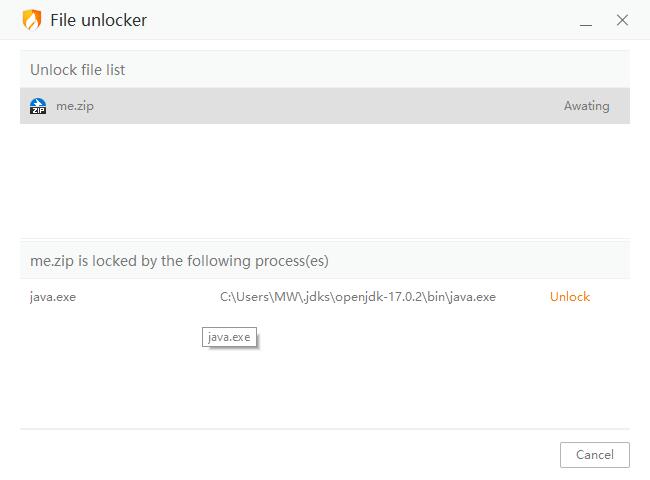 File unlocker
Unlock file list
ZIP me.zip Awating
me.zip is locked by the following process(es)
java.exe C:\Users\MW\.jdks\openjdk-17.0.2\bin\java.exe Unlock
java.exe
Cancel